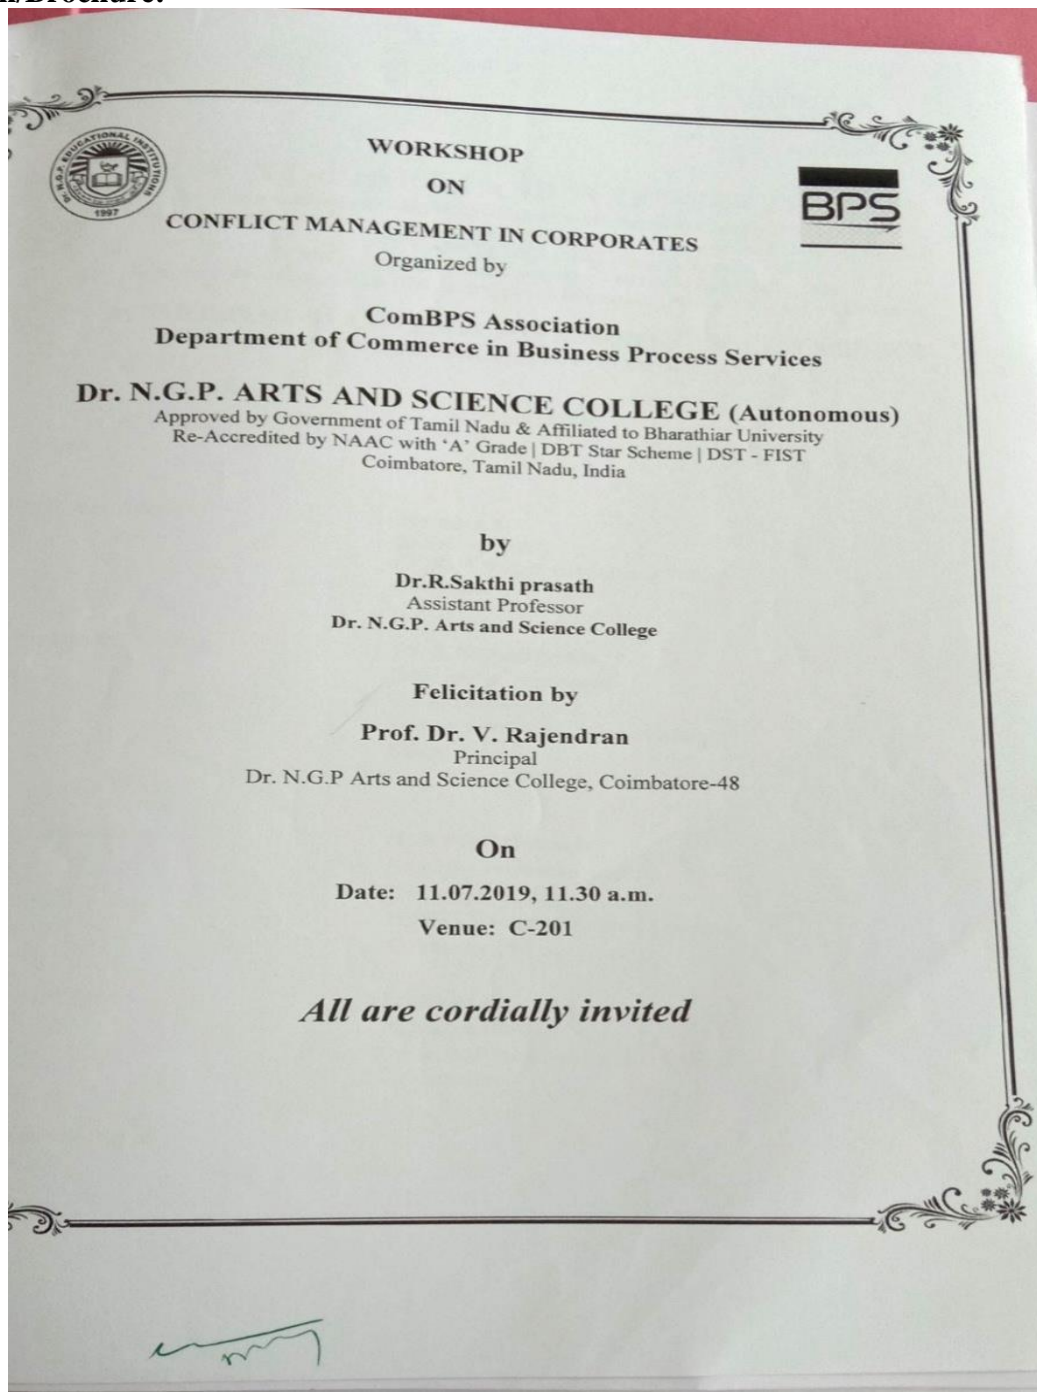 n/Brochure:
WORKSHOP
ON
CONFLICT MANAGEMENT IN CORPORATES
Organized by
ComBPS Association
Department of Commerce in Business Process Services
Dr. N.G.P. ARTS AND SCIENCE COLLEGE (Autonomous)
Approved by Government of Tamil Nadu & Affiliated to Bharathiar University
Re-Accredited by NAAC with ‘A’ Grade | DBT Star Scheme | DST - FIST
Coimbatore, Tamil Nadu, India
Dr. N.G.P. EDUCATIONAL INSTITUTIONS
1997
BPS
by
Dr.R.Sakthi prasath
Assistant Professor
Dr. N.G.P. Arts and Science College
Felicitation by
Prof. Dr. V. Rajendran
Principal
Dr. N.G.P Arts and Science College, Coimbatore-48
On
Date: 11.07.2019, 11.30 a.m.
Venue: C-201
All are cordially invited